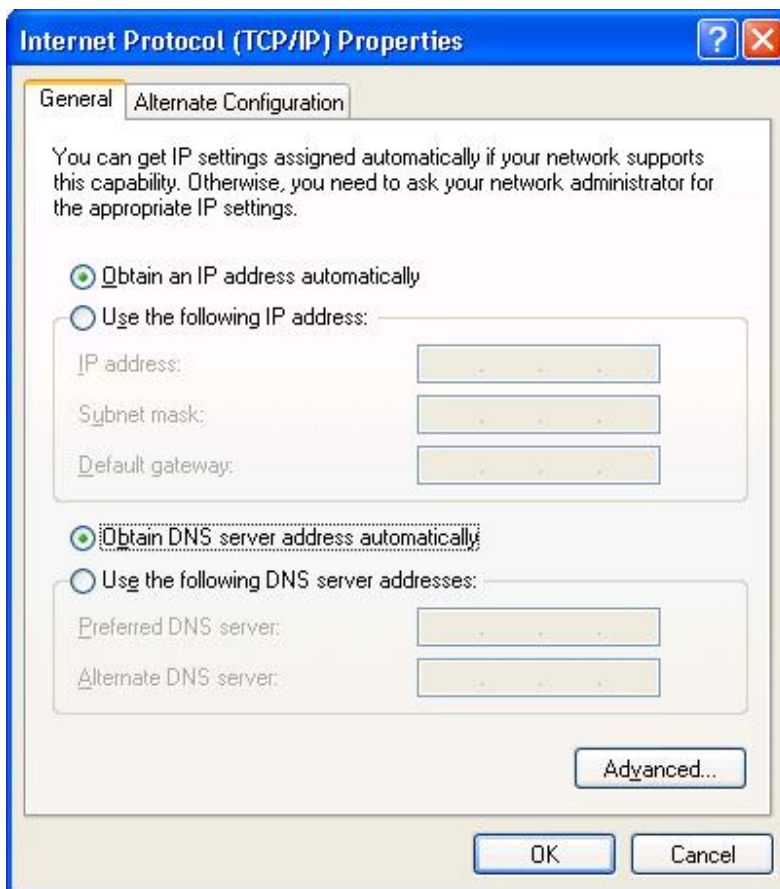 Internet Protocol (TCP/IP) Properties
?
General
Alternate Configuration
You can get IP settings assigned automatically if your network supports
this capability. Otherwise, you need to ask your network administrator for
the appropriate IP settings.
Obtain an IP address automatically
Use the following IP address:
IP address:
Subnet mask:
Default gateway:
Obtain DNS server address automatically
Use the following DNS server addresses:
Preferred DNS server:
Alternate DNS server:
Advanced...
OK
Cancel